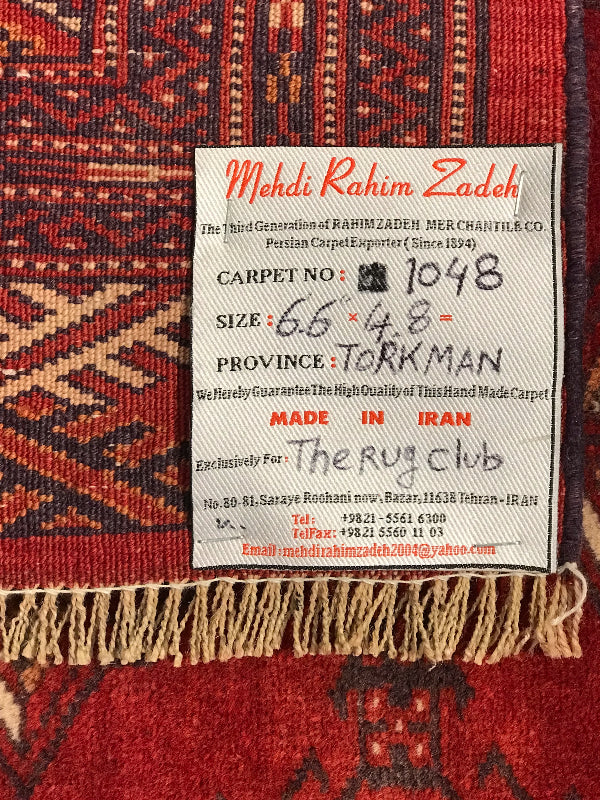 Mehdi Rahim Zadeh
The Third Generation of RAHIMZADEH MERCHANTILE CO.
Persian Carpet Exporter ( Since 1894)
CARPET NO : 1048
SIZE : 6.6" × 4.8 =
PROVINCE : TORKMAN
We Hereby Guarantee The High Quality of This Hand Made Carpet
MADE IN IRAN
Exclusively For : The Rug Club
No. 80-81. Saraye Roohani now, Bazar, 11638 Tehran - IRAN
Tel : +9821 - 5561 6300
TelFax : +9821 5560 11 03
Email : mehdirahimzadeh2004@yahoo.com